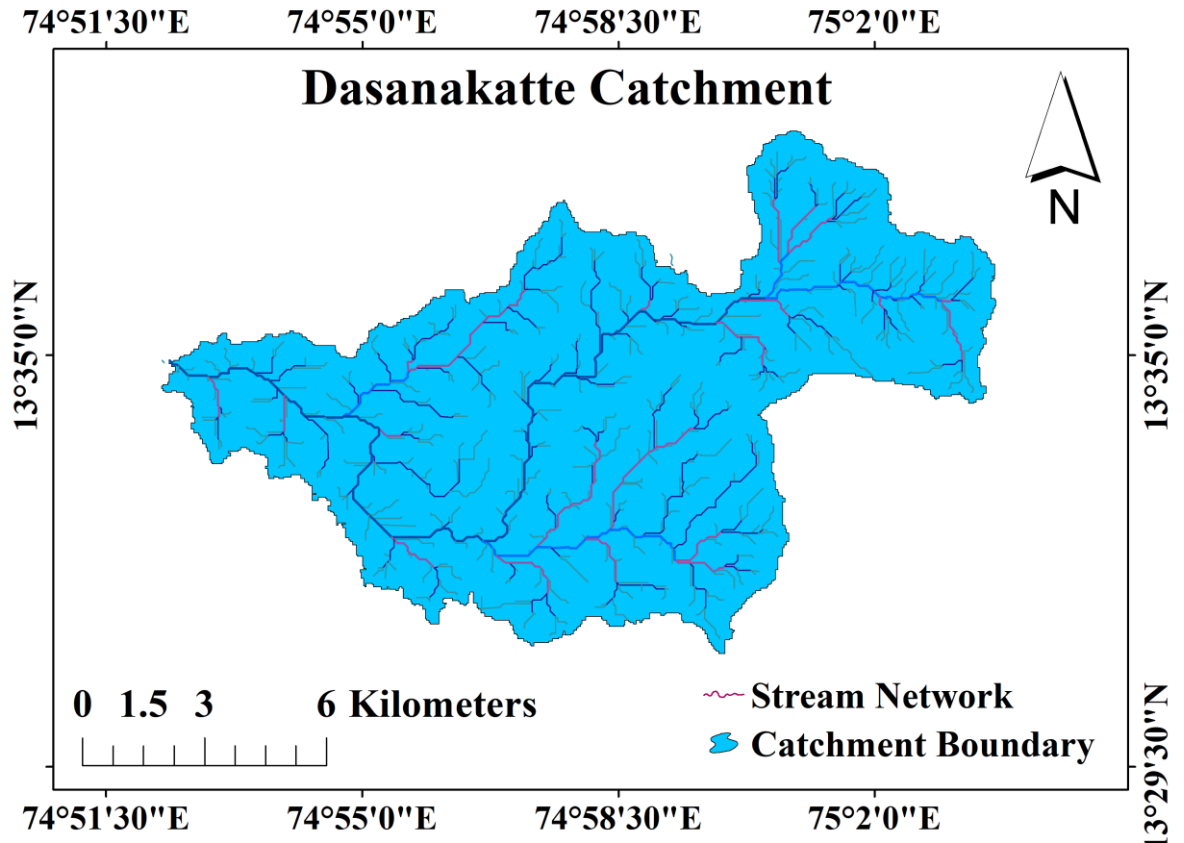 74°51'30"E 74°55'0"E 74°58'30"E 75°2'0"E
Dasanakatte Catchment
N
13°35'0"N
13°35'0"N
0 1.5 3 6 Kilometers
Stream Network
Catchment Boundary
13°29'30"N
74°51'30"E 74°55'0"E 74°58'30"E 75°2'0"E